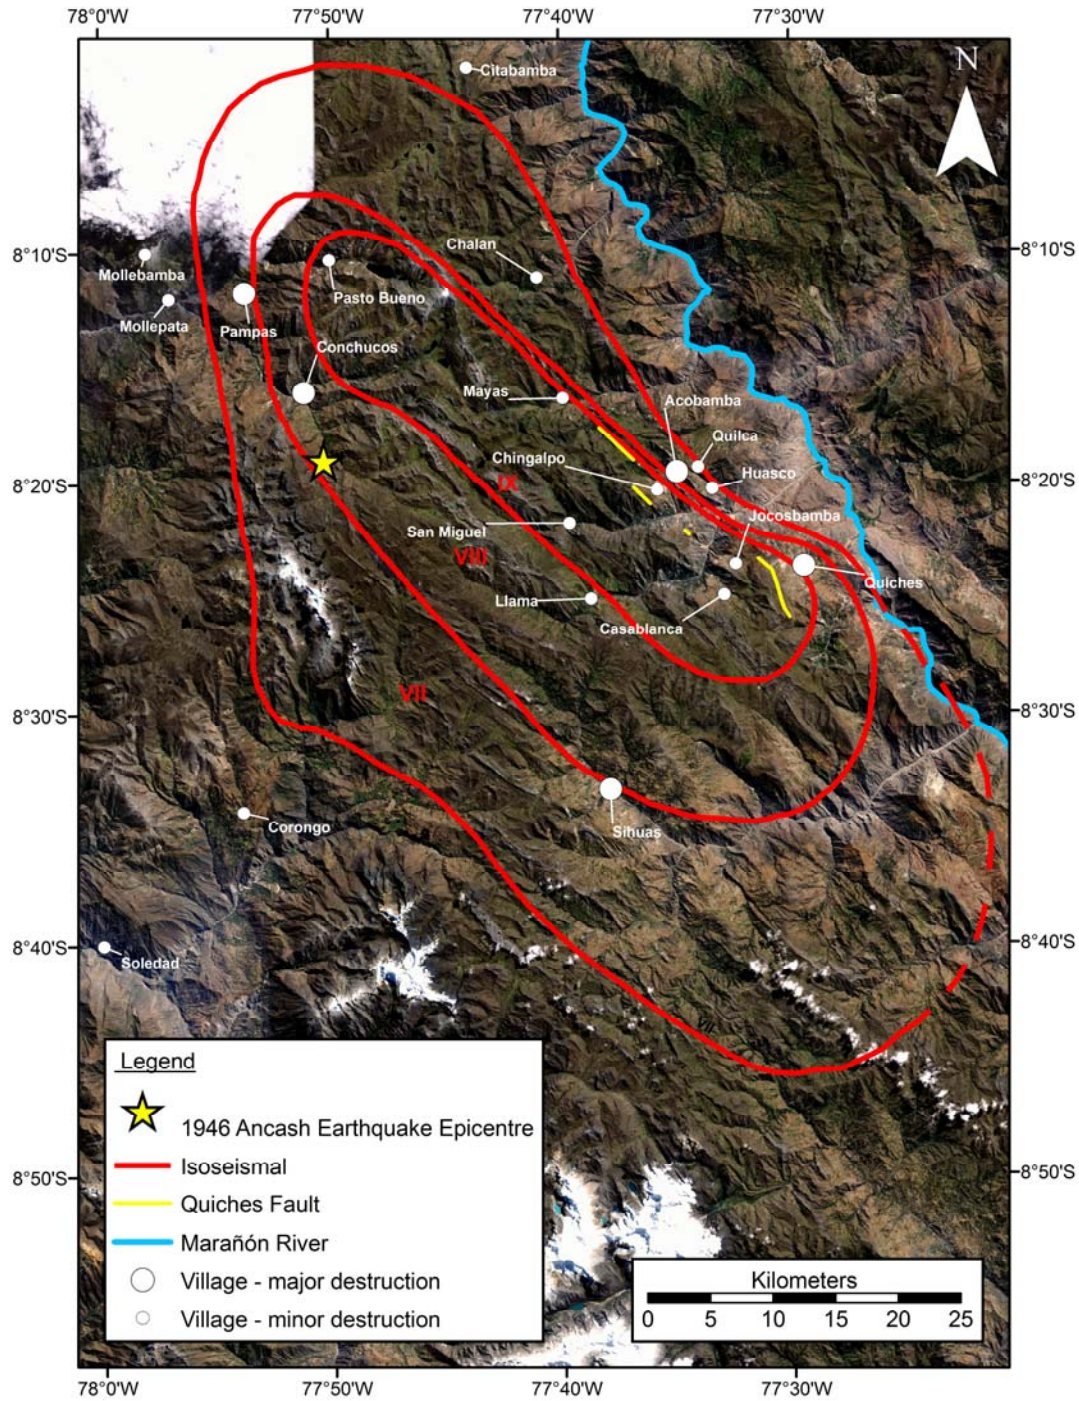 78°0'W 77°50'W 77°40'W 77°30'W
N
Citabamba
8°10'S 8°10'S
Chalan
Mollebamba
Pasto Bueno
Mollepata
Pampas
Conchucos
Mayas
Acobamba
Quilca
Chingalpo
Huasco
8°20'S 8°20'S
IX
Jocosbamba
San Miguel
VIII
Quiches
Llama
Casablanca
VII
8°30'S 8°30'S
Corongo
Sihuas
8°40'S 8°40'S
Soledad
VII
Legend
1946 Ancash Earthquake Epicentre
Isoseismal
Quiches Fault
Marañón River
Village - major destruction
Village - minor destruction
8°50'S 8°50'S
Kilometers
0 5 10 15 20 25
78°0'W 77°50'W 77°40'W 77°30'W